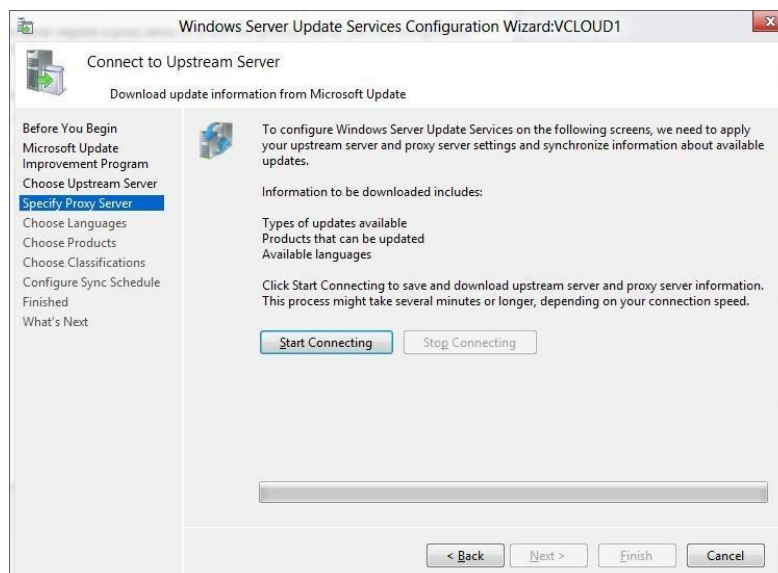 Windows Server Update Services Configuration Wizard:VCLOUD1
x
Connect to Upstream Server
Download update information from Microsoft Update
Before You Begin
Microsoft Update
Improvement Program
Choose Upstream Server
Specify Proxy Server
Choose Languages
Choose Products
Choose Classifications
Configure Sync Schedule
Finished
What's Next
To configure Windows Server Update Services on the following screens, we need to apply
your upstream server and proxy server settings and synchronize information about available
updates.
Information to be downloaded includes:
Types of updates available
Products that can be updated
Available languages
Click Start Connecting to save and download upstream server and proxy server information.
This process might take several minutes or longer, depending on your connection speed.
Start Connecting
Stop Connecting
< Back
Next >
Finish
Cancel